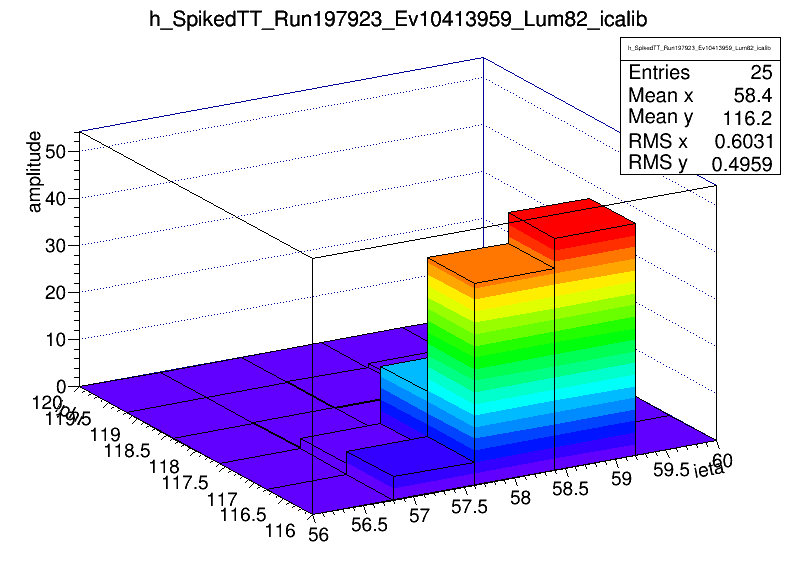 h_SpikedTT_Run197923_Ev10413959_Lum82_icalib
h_SpikedTT_Run197923_Ev10413959_Lum82_icalib
Entries 25
Mean x 58.4
Mean y 116.2
RMS x 0.6031
RMS y 0.4959
amplitude
50
40
30
20
10
0
120
119.5
119
118.5
118
117.5
117
116.5
116
56
56.5
57
57.5
58
58.5
59
59.5
60
ieta